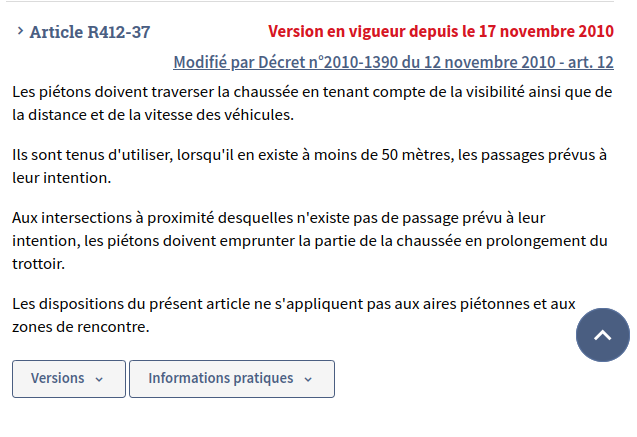 Article R412-37
Version en vigueur depuis le 17 novembre 2010
Modifié par Décret n°2010-1390 du 12 novembre 2010 - art. 12
Les piétons doivent traverser la chaussée en tenant compte de la visibilité ainsi que de
la distance et de la vitesse des véhicules.
Ils sont tenus d'utiliser, lorsqu'il en existe à moins de 50 mètres, les passages prévus à
leur intention.
Aux intersections à proximité desquelles n'existe pas de passage prévu à leur
intention, les piétons doivent emprunter la partie de la chaussée en prolongement du
trottoir.
Les dispositions du présent article ne s'appliquent pas aux aires piétonnes et aux
zones de rencontre.
Versions
Informations pratiques